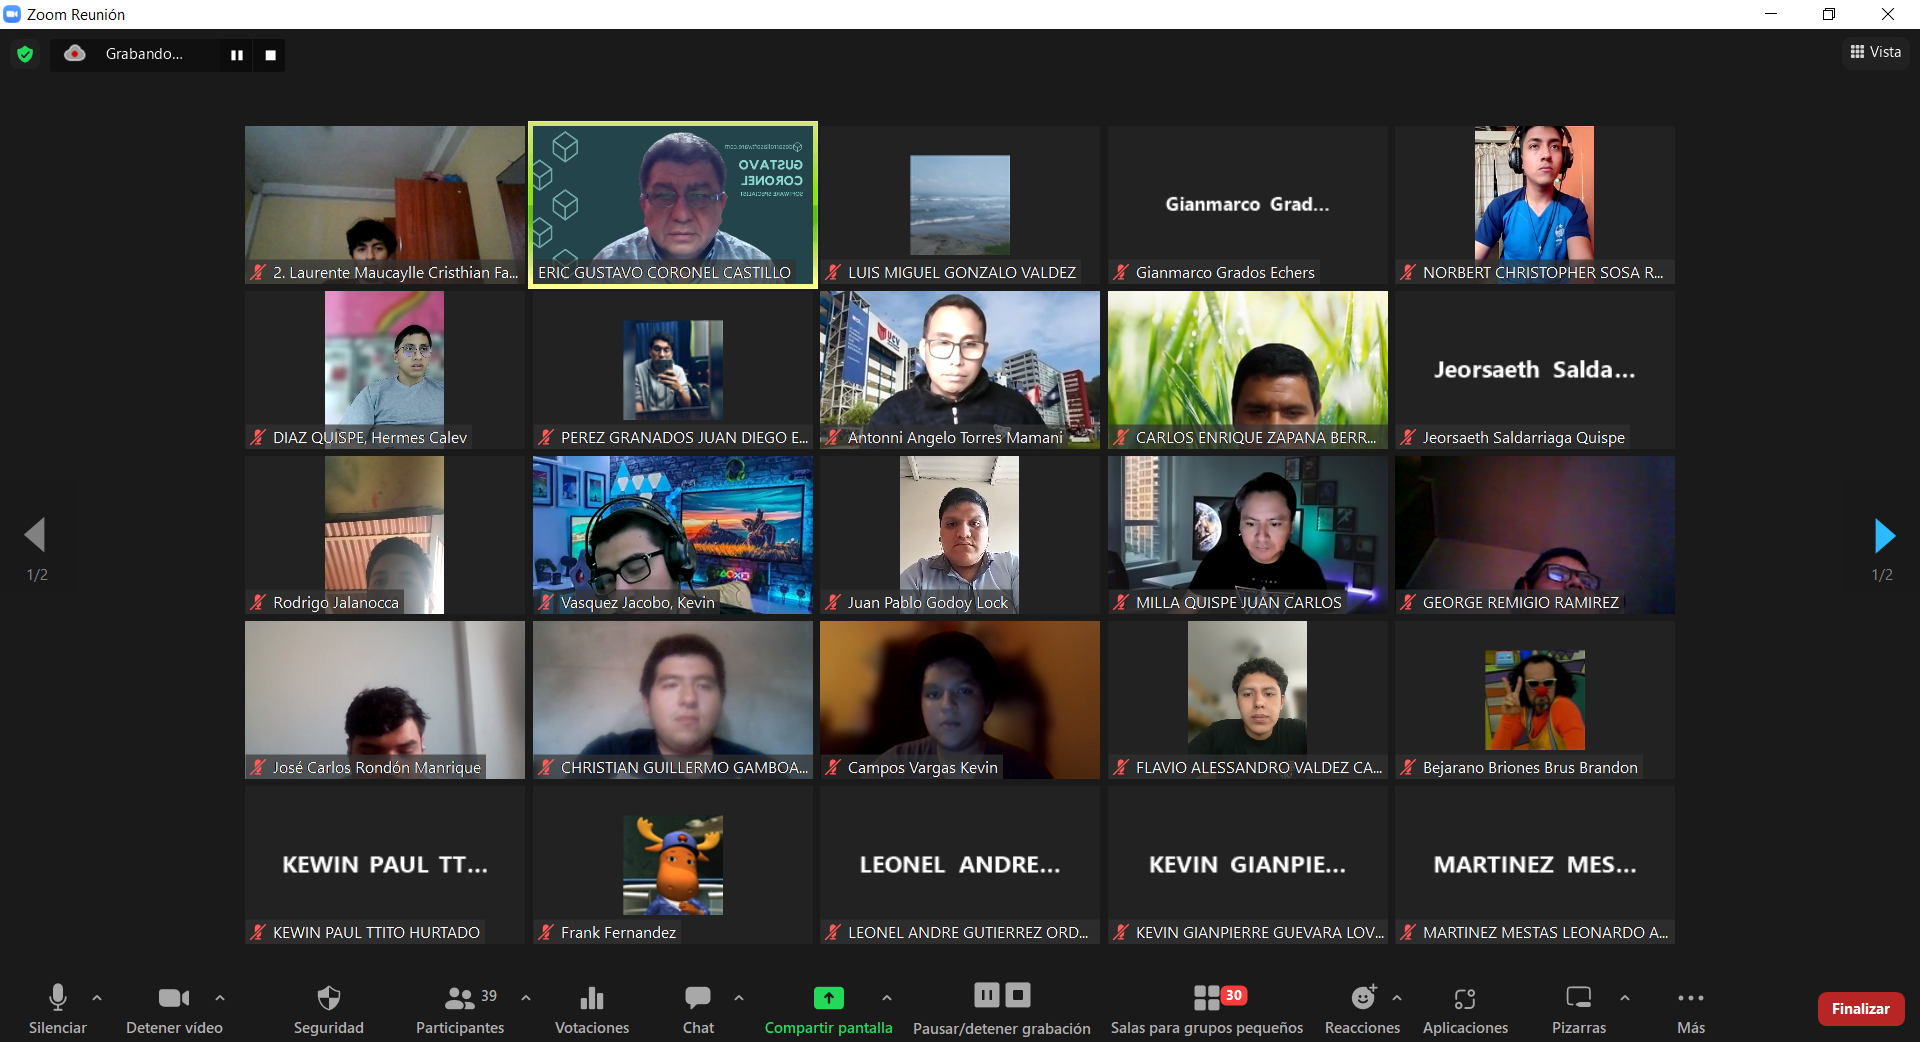 Zoom Reunión
Grabando...
Vista
desarrollasoftware.com
GUSTAVO
CORONEL
SOFTWARE SPECIALIST
2. Laurente Maucaylle Cristhian Fa...
ERIC GUSTAVO CORONEL CASTILLO
LUIS MIGUEL GONZALO VALDEZ
Gianmarco Grad...
Gianmarco Grados Echers
NORBERT CHRISTOPHER SOSA R...
UCV
DIAZ QUISPE, Hermes Calev
PEREZ GRANADOS JUAN DIEGO E...
Antonni Angelo Torres Mamani
CARLOS ENRIQUE ZAPANA BERR...
Jeorsaeth Salda...
Jeorsaeth Saldarriaga Quispe
1/2
Rodrigo Jalanocca
Vasquez Jacobo, Kevin
Juan Pablo Godoy Lock
MILLA QUISPE JUAN CARLOS
GEORGE REMIGIO RAMIREZ
1/2
José Carlos Rondón Manrique
CHRISTIAN GUILLERMO GAMBOA...
Campos Vargas Kevin
FLAVIO ALESSANDRO VALDEZ CA...
Bejarano Briones Brus Brandon
KEWIN PAUL TT...
KEWIN PAUL TTITO HURTADO
Frank Fernandez
LEONEL ANDRE...
LEONEL ANDRE GUTIERREZ ORD...
KEVIN GIANPIE...
KEVIN GIANPIERRE GUEVARA LOV...
MARTINEZ MES...
MARTINEZ MESTAS LEONARDO A...
Silenciar
Detener vídeo
Seguridad
39
Participantes
Votaciones
Chat
Compartir pantalla
Pausar/detener grabación
30
Salas para grupos pequeños
Reacciones
Aplicaciones
Pizarras
Más
Finalizar